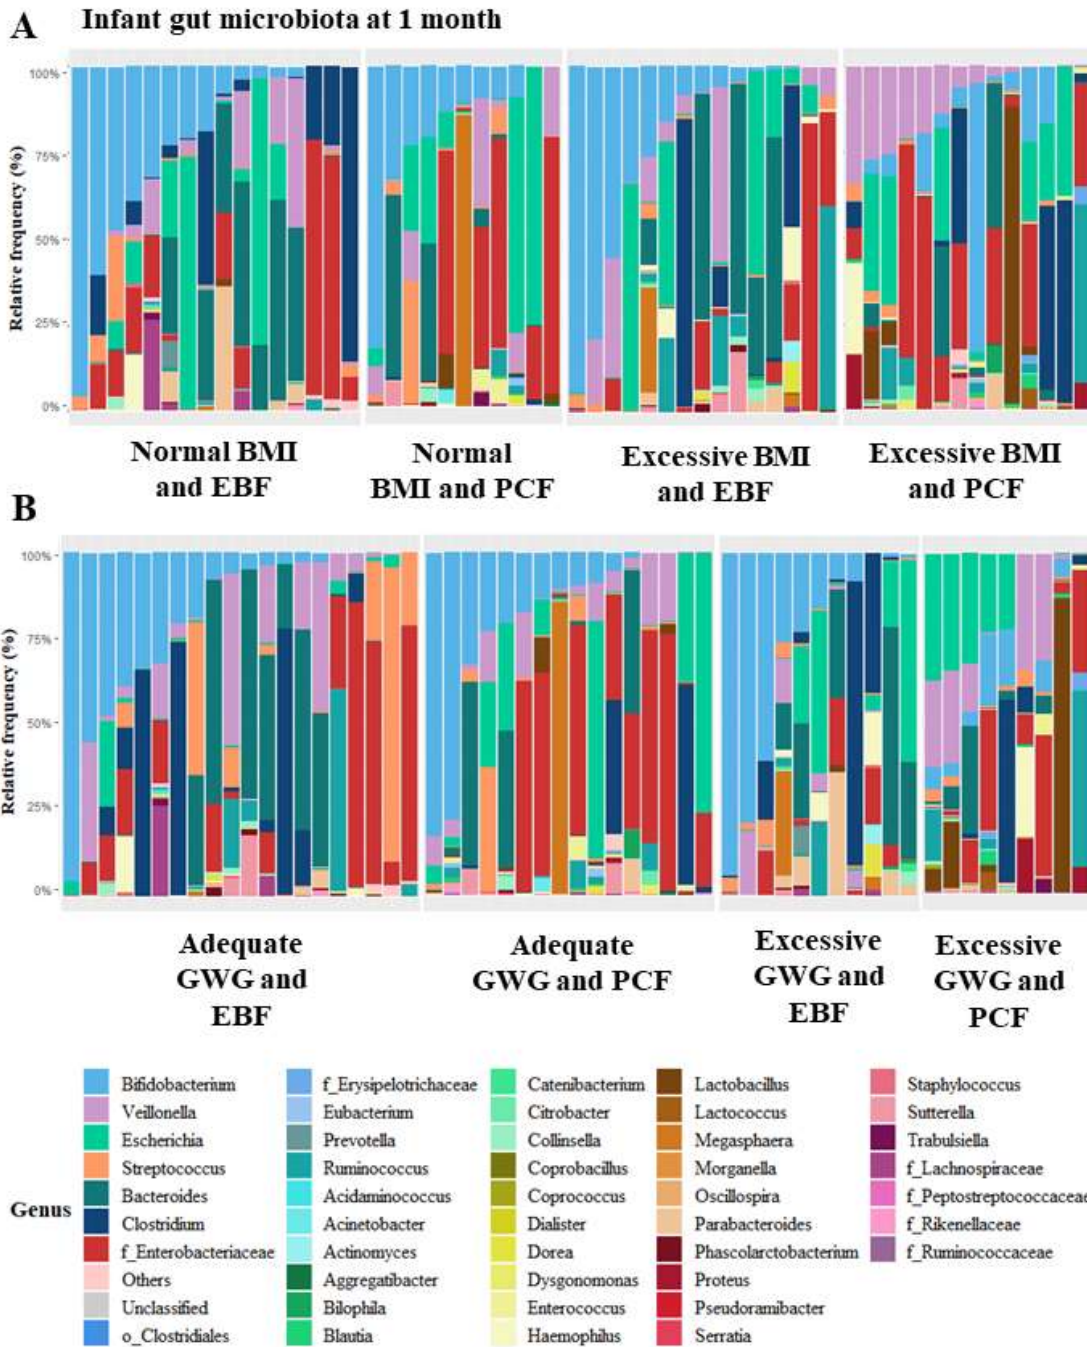 A
Infant gut microbiota at 1 month
Relative frequency (%)
100%
75%
50%
25%
0%
Normal BMI
and EBF
Normal
BMI and PCF
Excessive BMI
and EBF
Excessive BMI
and PCF
B
Relative frequency (%)
100%
75%
50%
25%
0%
Adequate
GWG and
EBF
Adequate
GWG and PCF
Excessive
GWG and
EBF
Excessive
GWG and
PCF
Genus
Bifidobacterium
Veillonella
Escherichia
Streptococcus
Bacteroides
Clostridium
f_Enterobacteriaceae
Others
Unclassified
o_Clostridiales
f_Erysipelotrichaceae
Eubacterium
Prevotella
Ruminococcus
Acidaminococcus
Acinetobacter
Actinomyces
Aggregatibacter
Bilophila
Blautia
Catenibacterium
Citrobacter
Collinsella
Coprobacillus
Coprococcus
Dialister
Dorea
Dysgonomonas
Enterococcus
Haemophilus
Lactobacillus
Lactococcus
Megasphaera
Morganella
Oscillospira
Parabacteroides
Phascolarctobacterium
Proteus
Pseudoramibacter
Serratia
Staphylococcus
Sutterella
Trabulsiella
f_Lachnospiraceae
f_Peptostreptococcaceae
f_Rikenellaceae
f_Ruminococcaceae